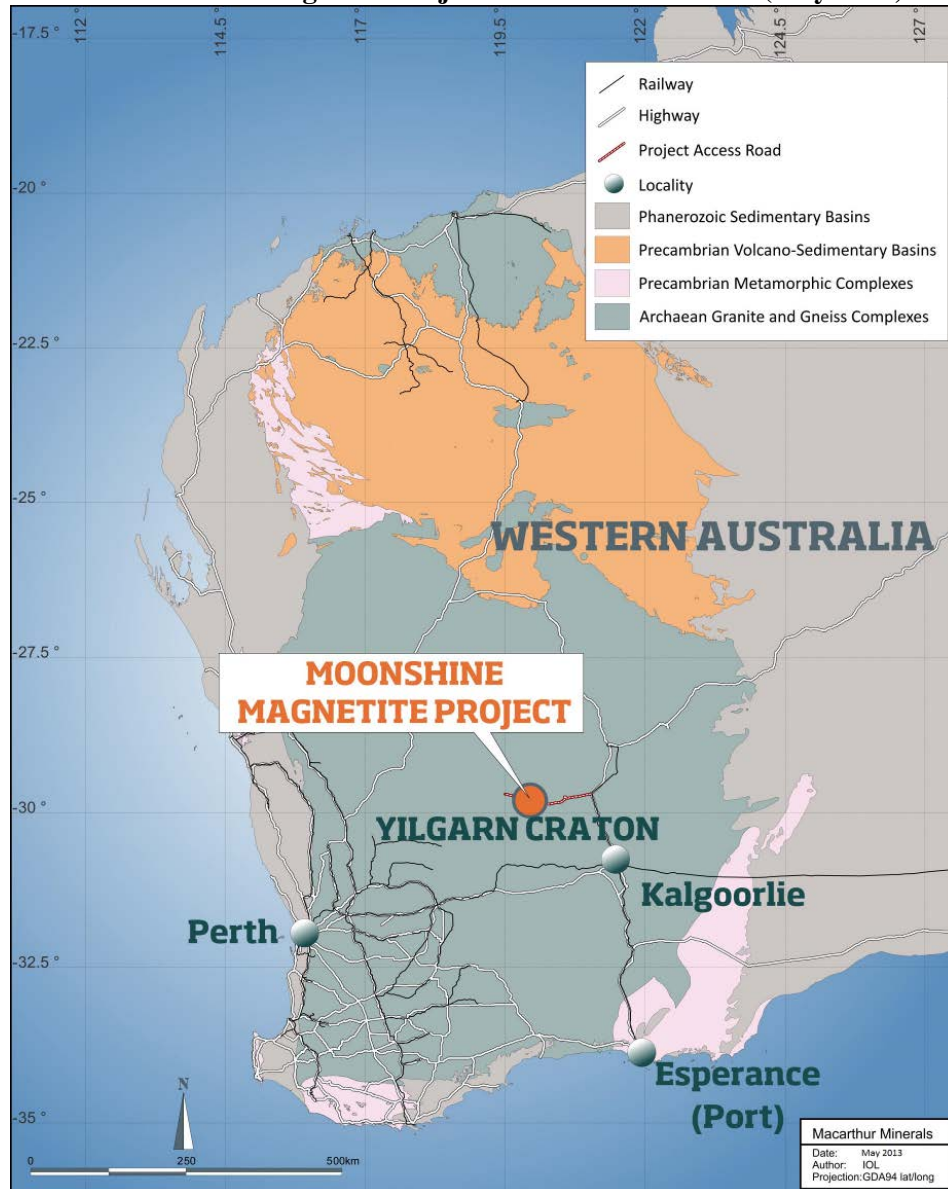 112°
114.5
117
119.5
122
124.5
127
-17.5°
-20°
-22.5°
-25°
-27.5°
-30°
-32.5°
-35°
Railway
Highway
Project Access Road
Locality
Phanerozoic Sedimentary Basins
Precambrian Volcano-Sedimentary Basins
Precambrian Metamorphic Complexes
Archaean Granite and Gneiss Complexes
WESTERN AUSTRALIA
MOONSHINE
MAGNETITE PROJECT
YILGARN CRATON
Kalgoorlie
Perth
Esperance
(Port)
N
0 250 500km
Macarthur Minerals
Date: May 2013
Author: IOL
Projection:GDA94 lat/long